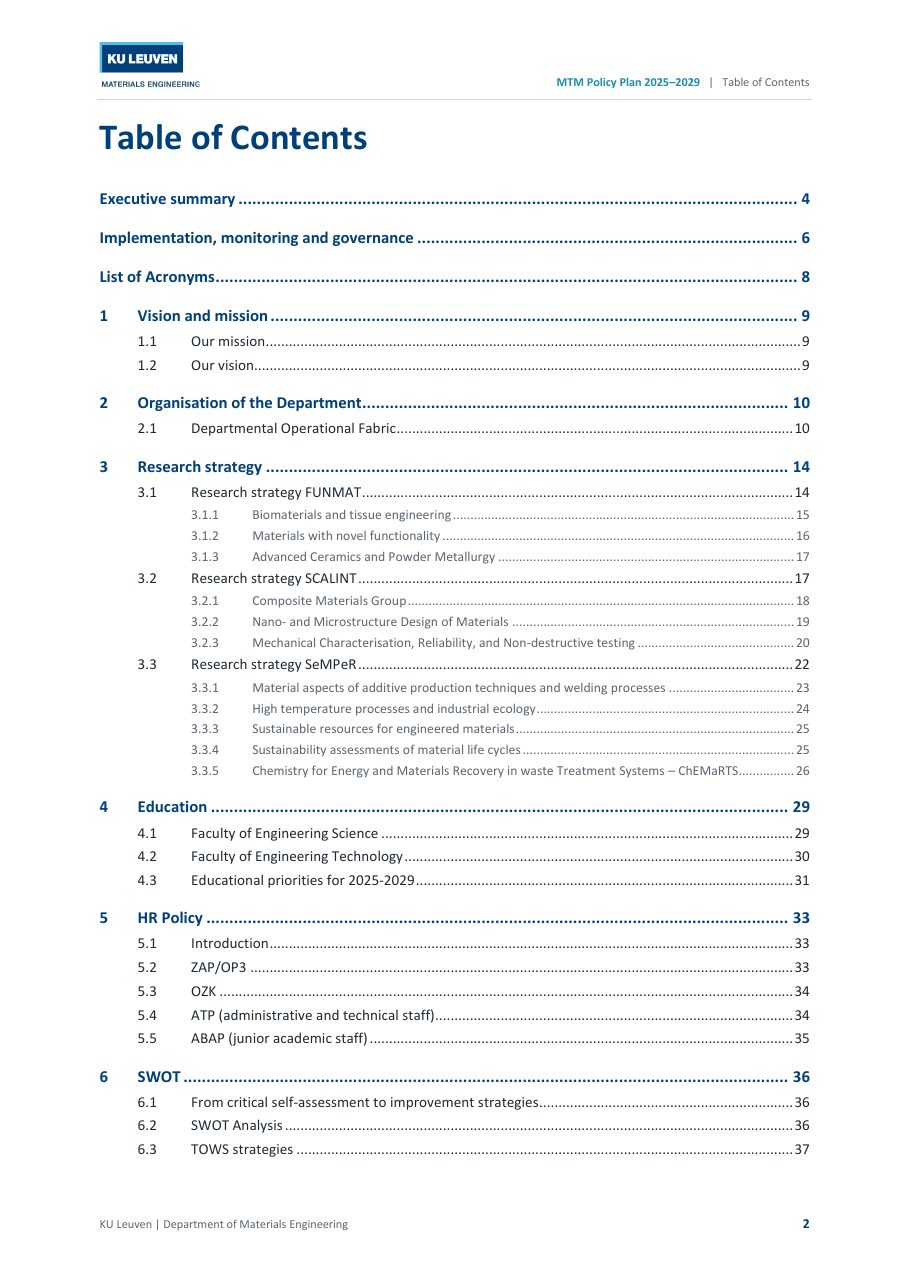 KU LEUVEN
MATERIALS ENGINEERING
MTM Policy Plan 2025–2029 | Table of Contents
Table of Contents
Executive summary ........ 4
Implementation, monitoring and governance ........ 6
List of Acronyms ........ 8
1 Vision and mission ........ 9
1.1 Our mission ........ 9
1.2 Our vision ........ 9
2 Organisation of the Department ........ 10
2.1 Departmental Operational Fabric ........ 10
3 Research strategy ........ 14
3.1 Research strategy FUNMAT ........ 14
3.1.1 Biomaterials and tissue engineering ........ 15
3.1.2 Materials with novel functionality ........ 16
3.1.3 Advanced Ceramics and Powder Metallurgy ........ 17
3.2 Research strategy SCALINT ........ 17
3.2.1 Composite Materials Group ........ 18
3.2.2 Nano- and Microstructure Design of Materials ........ 19
3.2.3 Mechanical Characterisation, Reliability, and Non-destructive testing ........ 20
3.3 Research strategy SeMPeR ........ 22
3.3.1 Material aspects of additive production techniques and welding processes ........ 23
3.3.2 High temperature processes and industrial ecology ........ 24
3.3.3 Sustainable resources for engineered materials ........ 25
3.3.4 Sustainability assessments of material life cycles ........ 25
3.3.5 Chemistry for Energy and Materials Recovery in waste Treatment Systems – ChEMaRTS ........ 26
4 Education ........ 29
4.1 Faculty of Engineering Science ........ 29
4.2 Faculty of Engineering Technology ........ 30
4.3 Educational priorities for 2025-2029 ........ 31
5 HR Policy ........ 33
5.1 Introduction ........ 33
5.2 ZAP/OP3 ........ 33
5.3 OZK ........ 34
5.4 ATP (administrative and technical staff) ........ 34
5.5 ABAP (junior academic staff) ........ 35
6 SWOT ........ 36
6.1 From critical self-assessment to improvement strategies ........ 36
6.2 SWOT Analysis ........ 36
6.3 TOWS strategies ........ 37
KU Leuven | Department of Materials Engineering 2